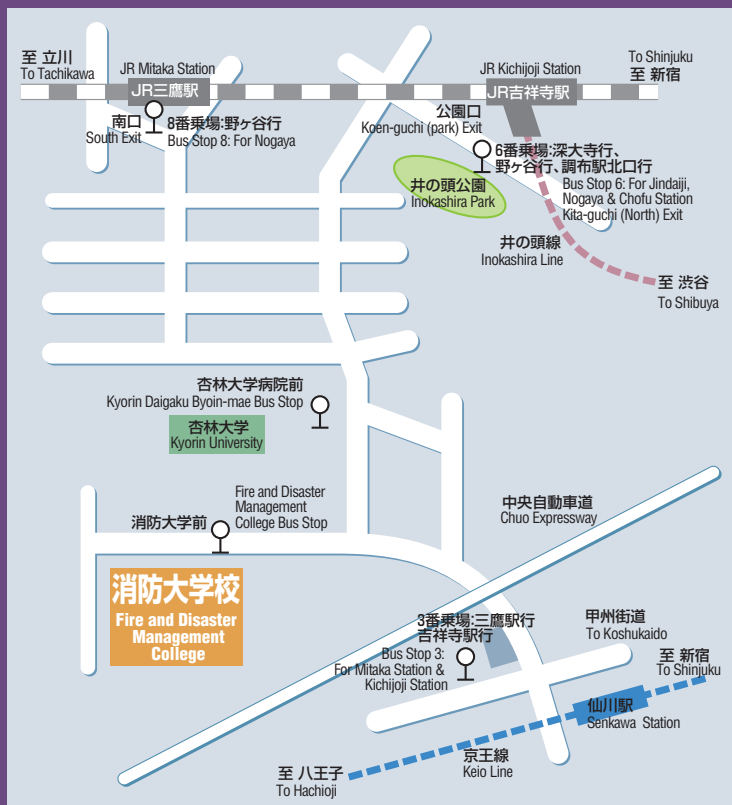 至 立川
To Tachikawa
JR Mitaka Station
JR三鷹駅
JR Kichijoji Station
JR吉祥寺駅
To Shinjuku
至 新宿
南口
South Exit
8番乗場:野ヶ谷行
Bus Stop 8: For Nogaya
公園口
Koen-guchi (park) Exit
6番乗場:深大寺行、
野ヶ谷行、調布駅北口行
Bus Stop 6: For Jindaiji,
Nogaya & Chofu Station
Kita-guchi (North) Exit
井の頭公園
Inokashira Park
井の頭線
Inokashira Line
至 渋谷
To Shibuya
杏林大学病院前
Kyorin Daigaku Byoin-mae Bus Stop
杏林大学
Kyorin University
消防大学前
Fire and Disaster
Management
College Bus Stop
中央自動車道
Chuo Expressway
消防大学校
Fire and Disaster
Management
College
3番乗場:三鷹駅行
吉祥寺駅行
Bus Stop 3:
For Mitaka Station &
Kichijoji Station
甲州街道
To Koshukaido
至 新宿
To Shinjuku
仙川駅
Senkawa Station
京王線
Keio Line
至 八王子
To Hachioji